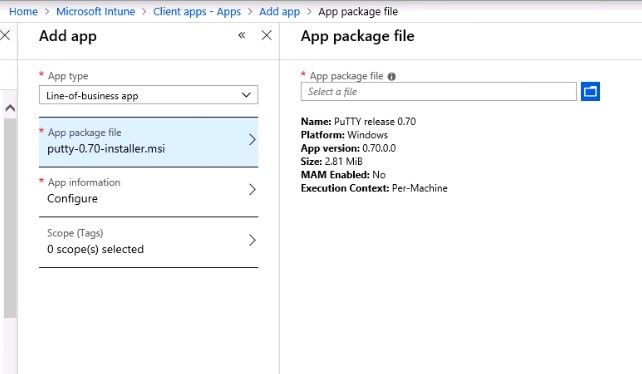 Home > Microsoft Intune > Client apps - Apps > Add app > App package file
Add app
* App type
Line-of-business app
* App package file
putty-0.70-installer.msi
* App information
Configure
Scope (Tags)
0 scope(s) selected
App package file
* App package file
Select a file
Name: PuTTY release 0.70
Platform: Windows
App version: 0.70.0.0
Size: 2.81 MiB
MAM Enabled: No
Execution Context: Per-Machine